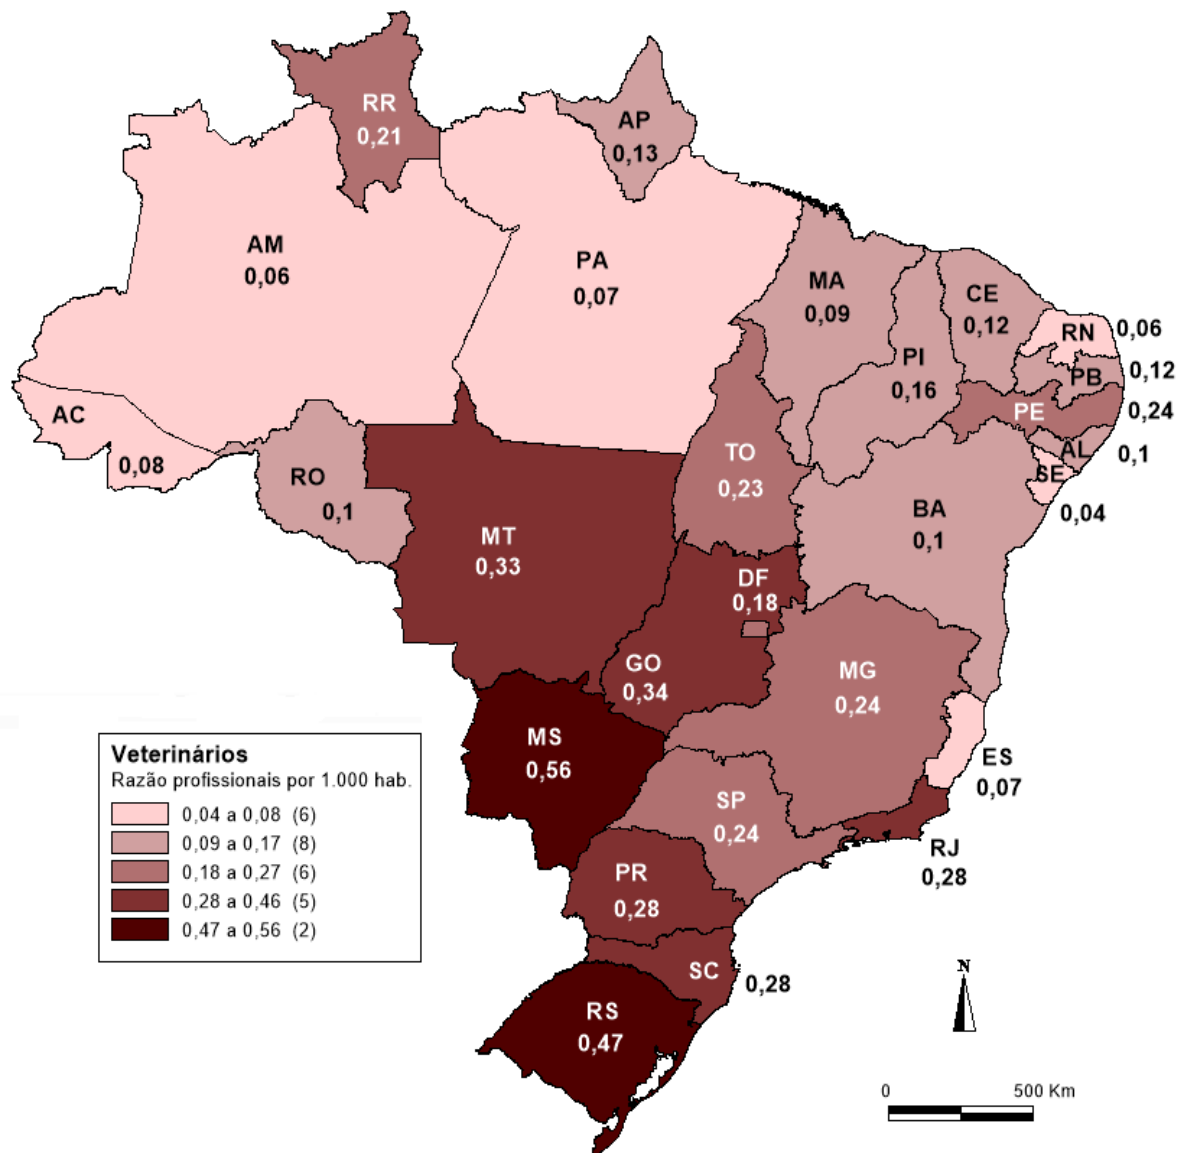 RR
0,21
AP
0,13
AM
0,06
PA
0,07
MA
0,09
CE
0,12
RN
0,06
PI
0,16
PB
0,12
PE
0,24
AC
0,08
AL
0,1
SE
0,04
RO
0,1
TO
0,23
BA
0,1
MT
0,33
DF
0,18
GO
0,34
MG
0,24
MS
0,56
ES
0,07
SP
0,24
RJ
0,28
PR
0,28
SC
0,28
RS
0,47
Veterinários
Razão profissionais por 1.000 hab.
0,04 a 0,08 (6)
0,09 a 0,17 (8)
0,18 a 0,27 (6)
0,28 a 0,46 (5)
0,47 a 0,56 (2)
N
0 500 Km